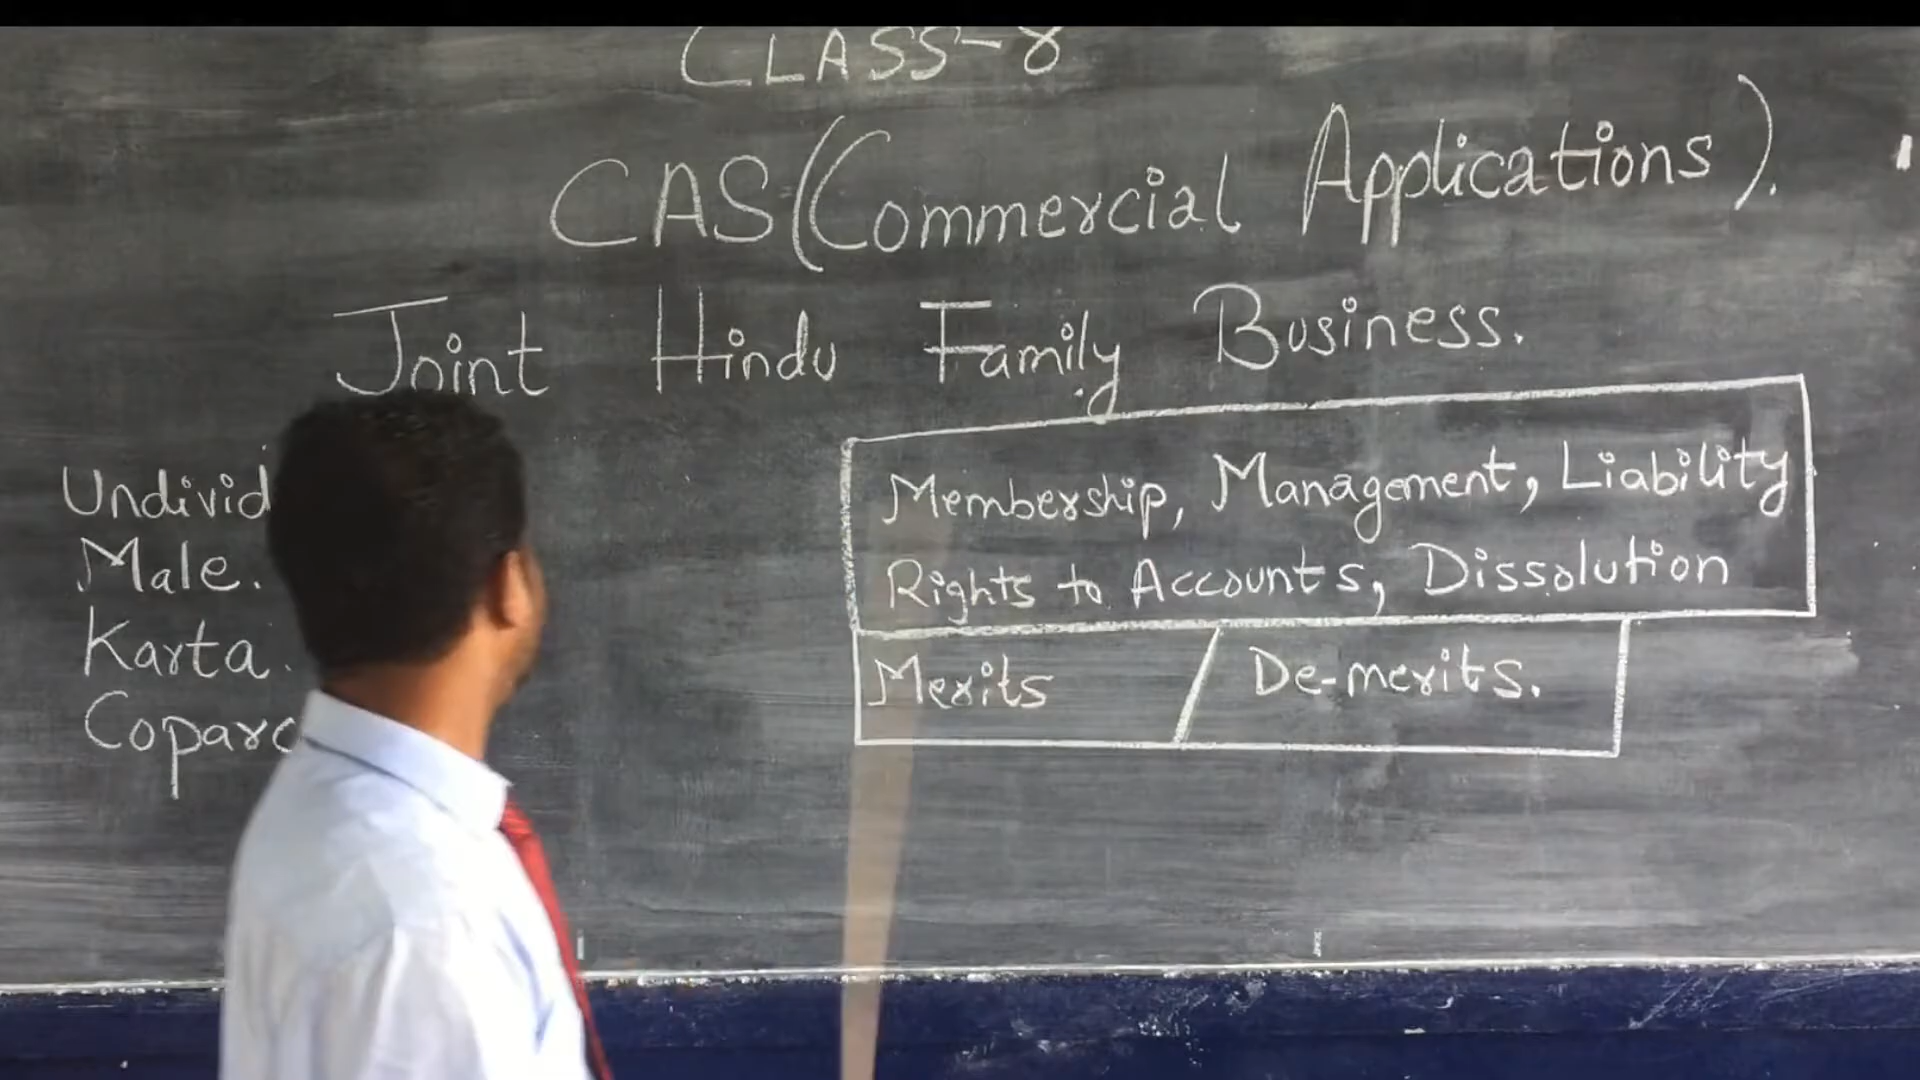 CLASS-8
CAS (Commercial Applications).
Joint Hindu Family Business.
Membership, Management, Liability
Rights to Accounts, Dissolution
Merits / De-merits.
Male.
Karta.